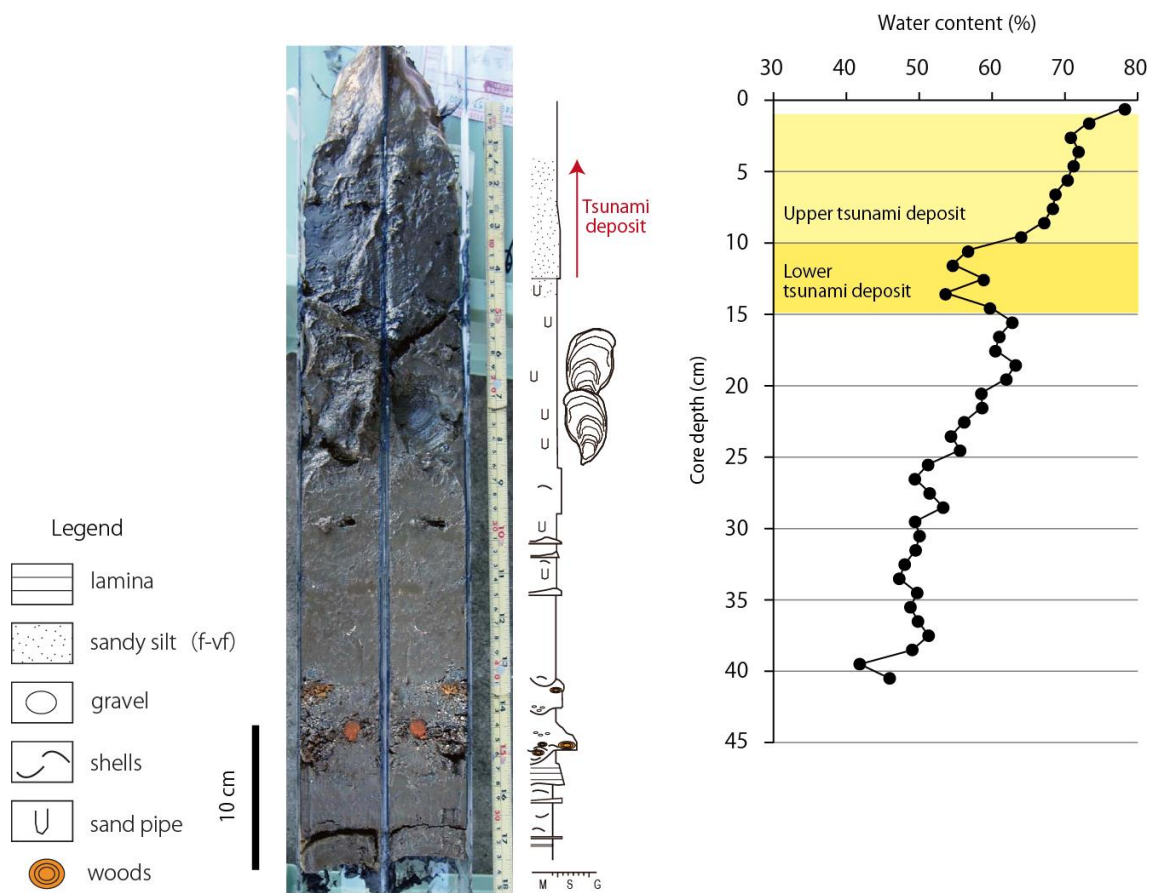 Water content (%)
30 40 50 60 70 80
0
5
10
15
20
25
30
35
40
45
Core depth (cm)
Upper tsunami deposit
Lower
tsunami deposit
Tsunami
deposit
Legend
lamina
sandy silt (f-vf)
gravel
shells
sand pipe
woods
10 cm
M S G